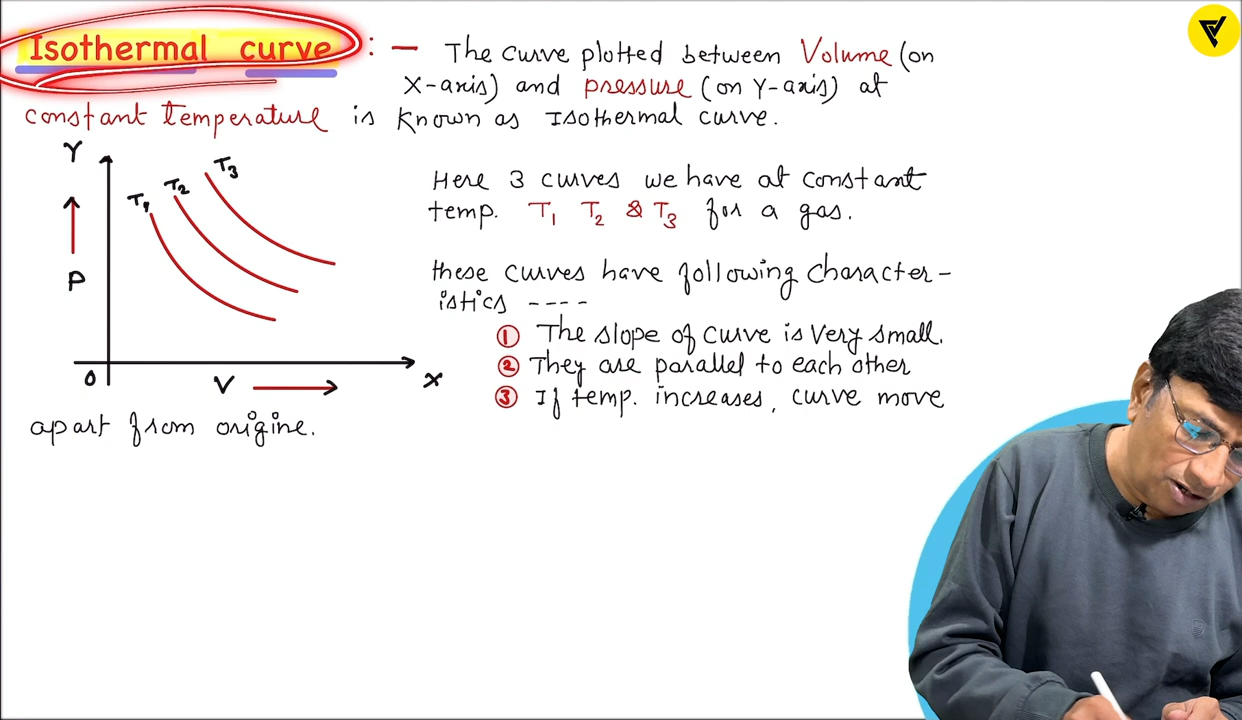 Isothermal curve : — The curve plotted between Volume (on
X-axis) and pressure (on Y-axis) at
constant temperature is known as Isothermal curve.
Y
T1 T2 T3
P
O V X
Here 3 curves we have at constant
temp. T1 T2 & T3 for a gas.
these curves have following character-
istics ----
① The slope of curve is very small.
② They are parallel to each other
③ If temp. increases, curve move
apart from origine.